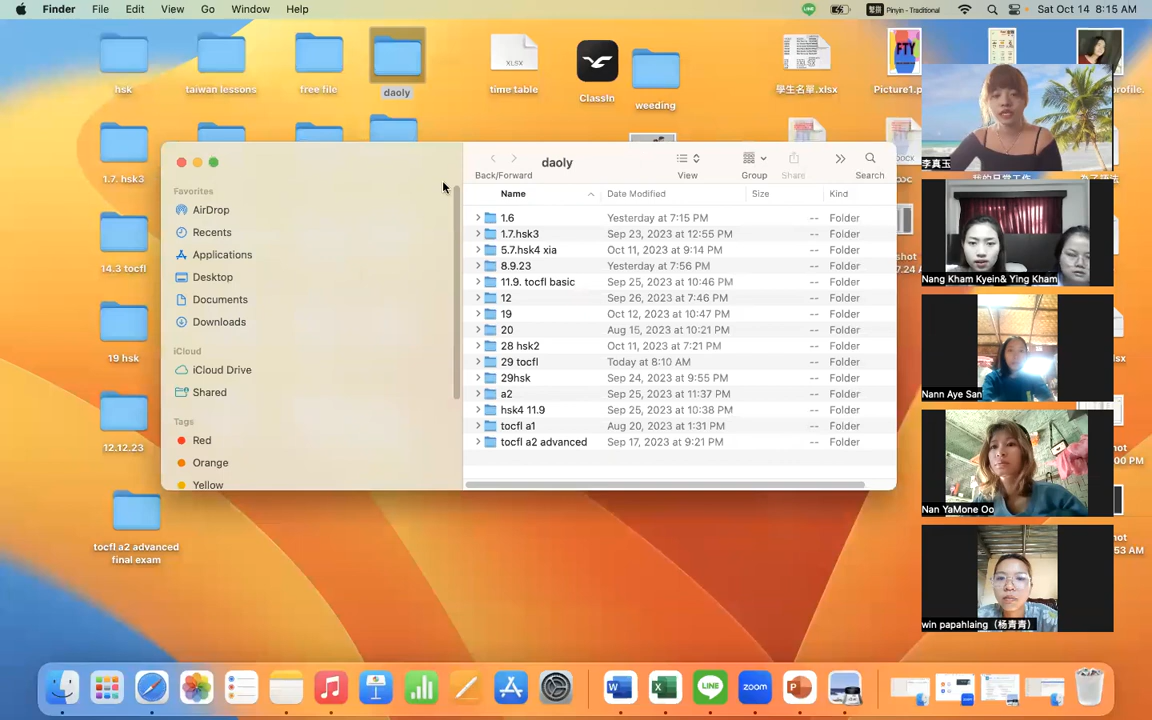 Finder File Edit View Go Window Help
繁拼 Pinyin - Traditional Sat Oct 14 8:15 AM
hsk
taiwan lessons
free file
daoly
XLSX
time table
ClassIn
weeding
學生名單.xlsx
FTY
Picture1.p
profile.
1.7. hsk3
14.3 tocfl
19 hsk
12.12.23
tocfl a2 advanced
final exam
daoly
Back/Forward
View
Group
Share
Search
Favorites
AirDrop
Recents
Applications
Desktop
Documents
Downloads
iCloud
iCloud Drive
Shared
Tags
Red
Orange
Yellow
Name Date Modified Size Kind
1.6 Yesterday at 7:15 PM -- Folder
1.7.hsk3 Sep 23, 2023 at 12:55 PM -- Folder
5.7.hsk4 xia Oct 11, 2023 at 9:14 PM -- Folder
8.9.23 Yesterday at 7:56 PM -- Folder
11.9. tocfl basic Sep 25, 2023 at 10:46 PM -- Folder
12 Sep 26, 2023 at 7:46 PM -- Folder
19 Oct 12, 2023 at 10:47 PM -- Folder
20 Aug 15, 2023 at 10:21 PM -- Folder
28 hsk2 Oct 11, 2023 at 7:21 PM -- Folder
29 tocfl Today at 8:10 AM -- Folder
29hsk Sep 24, 2023 at 9:55 PM -- Folder
a2 Sep 25, 2023 at 11:37 PM -- Folder
hsk4 11.9 Sep 25, 2023 at 10:38 PM -- Folder
tocfl a1 Aug 20, 2023 at 1:31 PM -- Folder
tocfl a2 advanced Sep 17, 2023 at 9:21 PM -- Folder
李真玉
Nang Kham Kyein& Ying Kham
Nann Aye San
Nan YaMone Oo
win papahlaing（杨青青）
LINE
zoom